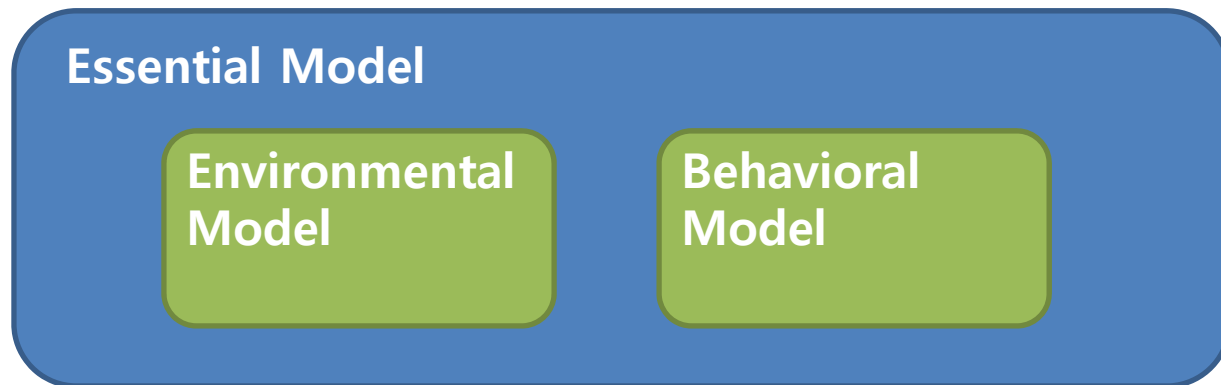 Essential Model
Environmental
Model
Behavioral
Model